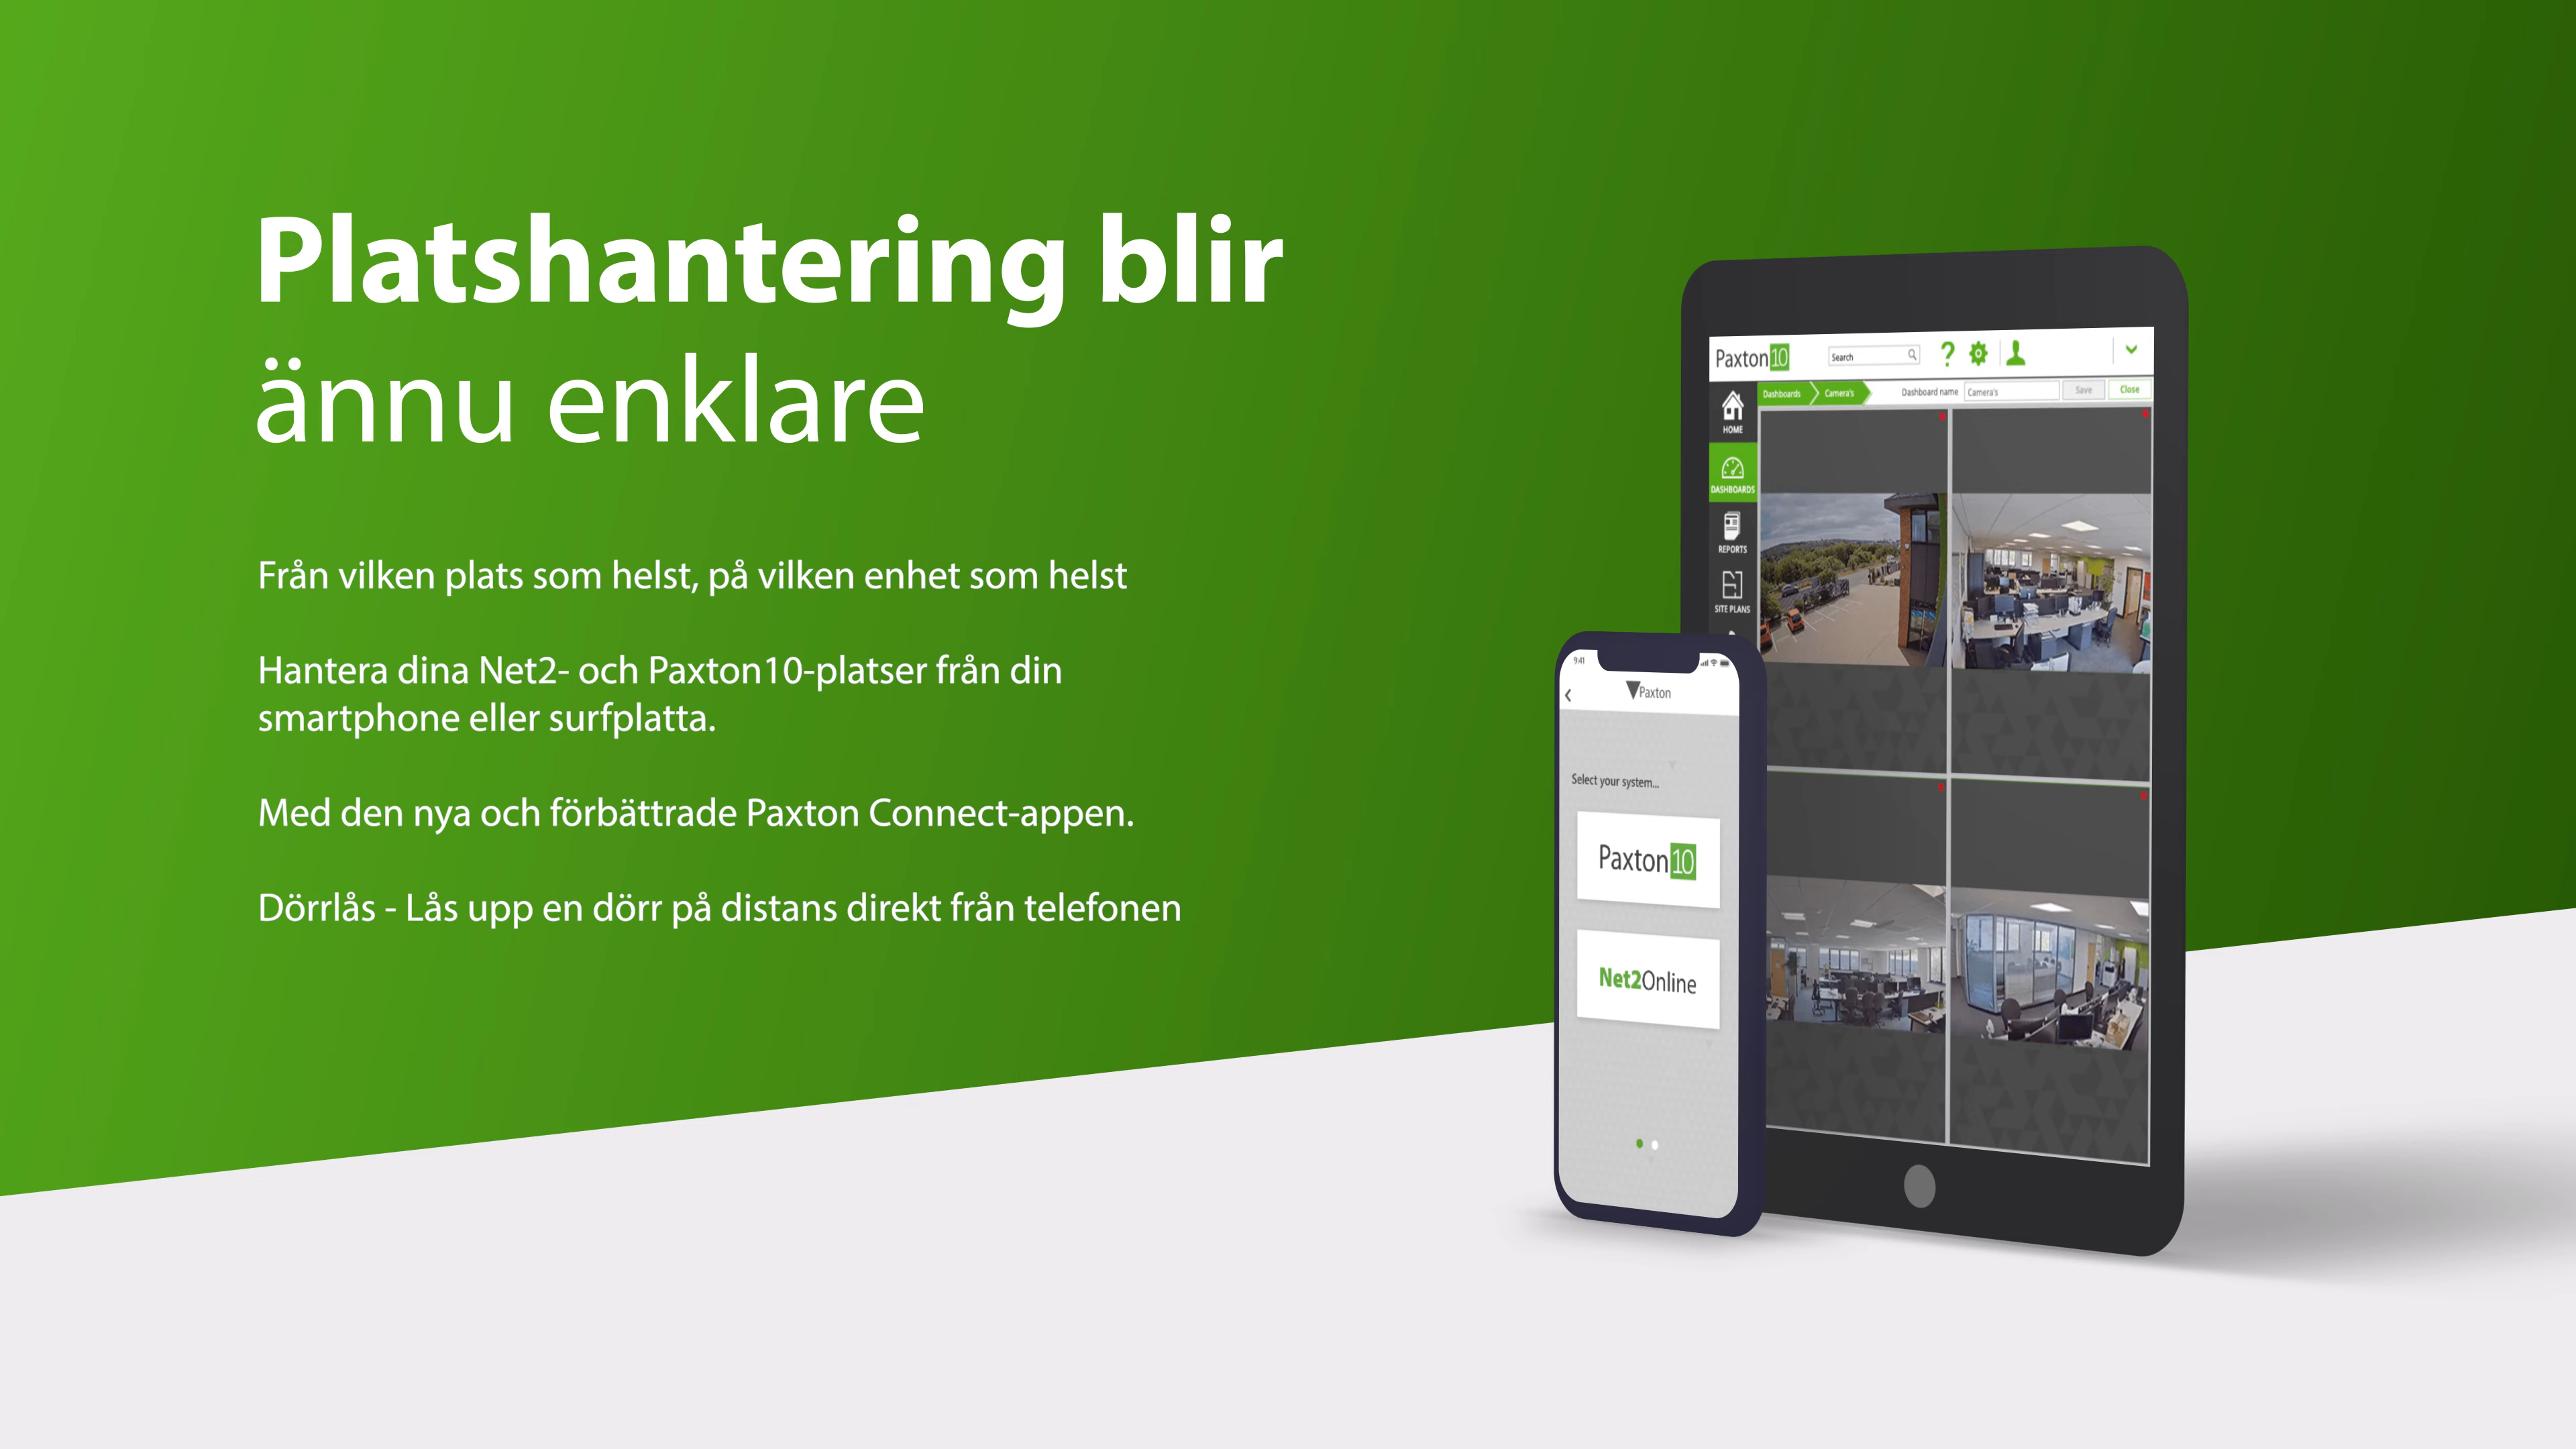 Platshantering blir
ännu enklare
Från vilken plats som helst, på vilken enhet som helst
Hantera dina Net2- och Paxton10-platser från din
smartphone eller surfplatta.
Med den nya och förbättrade Paxton Connect-appen.
Dörrlås - Lås upp en dörr på distans direkt från telefonen
Paxton10
Search
?
Dashboards
Camera's
Dashboard name
Camera's
Save
Close
HOME
DASHBOARDS
REPORTS
SITE PLANS
9:41
Paxton
Select your system...
Paxton10
Net2Online